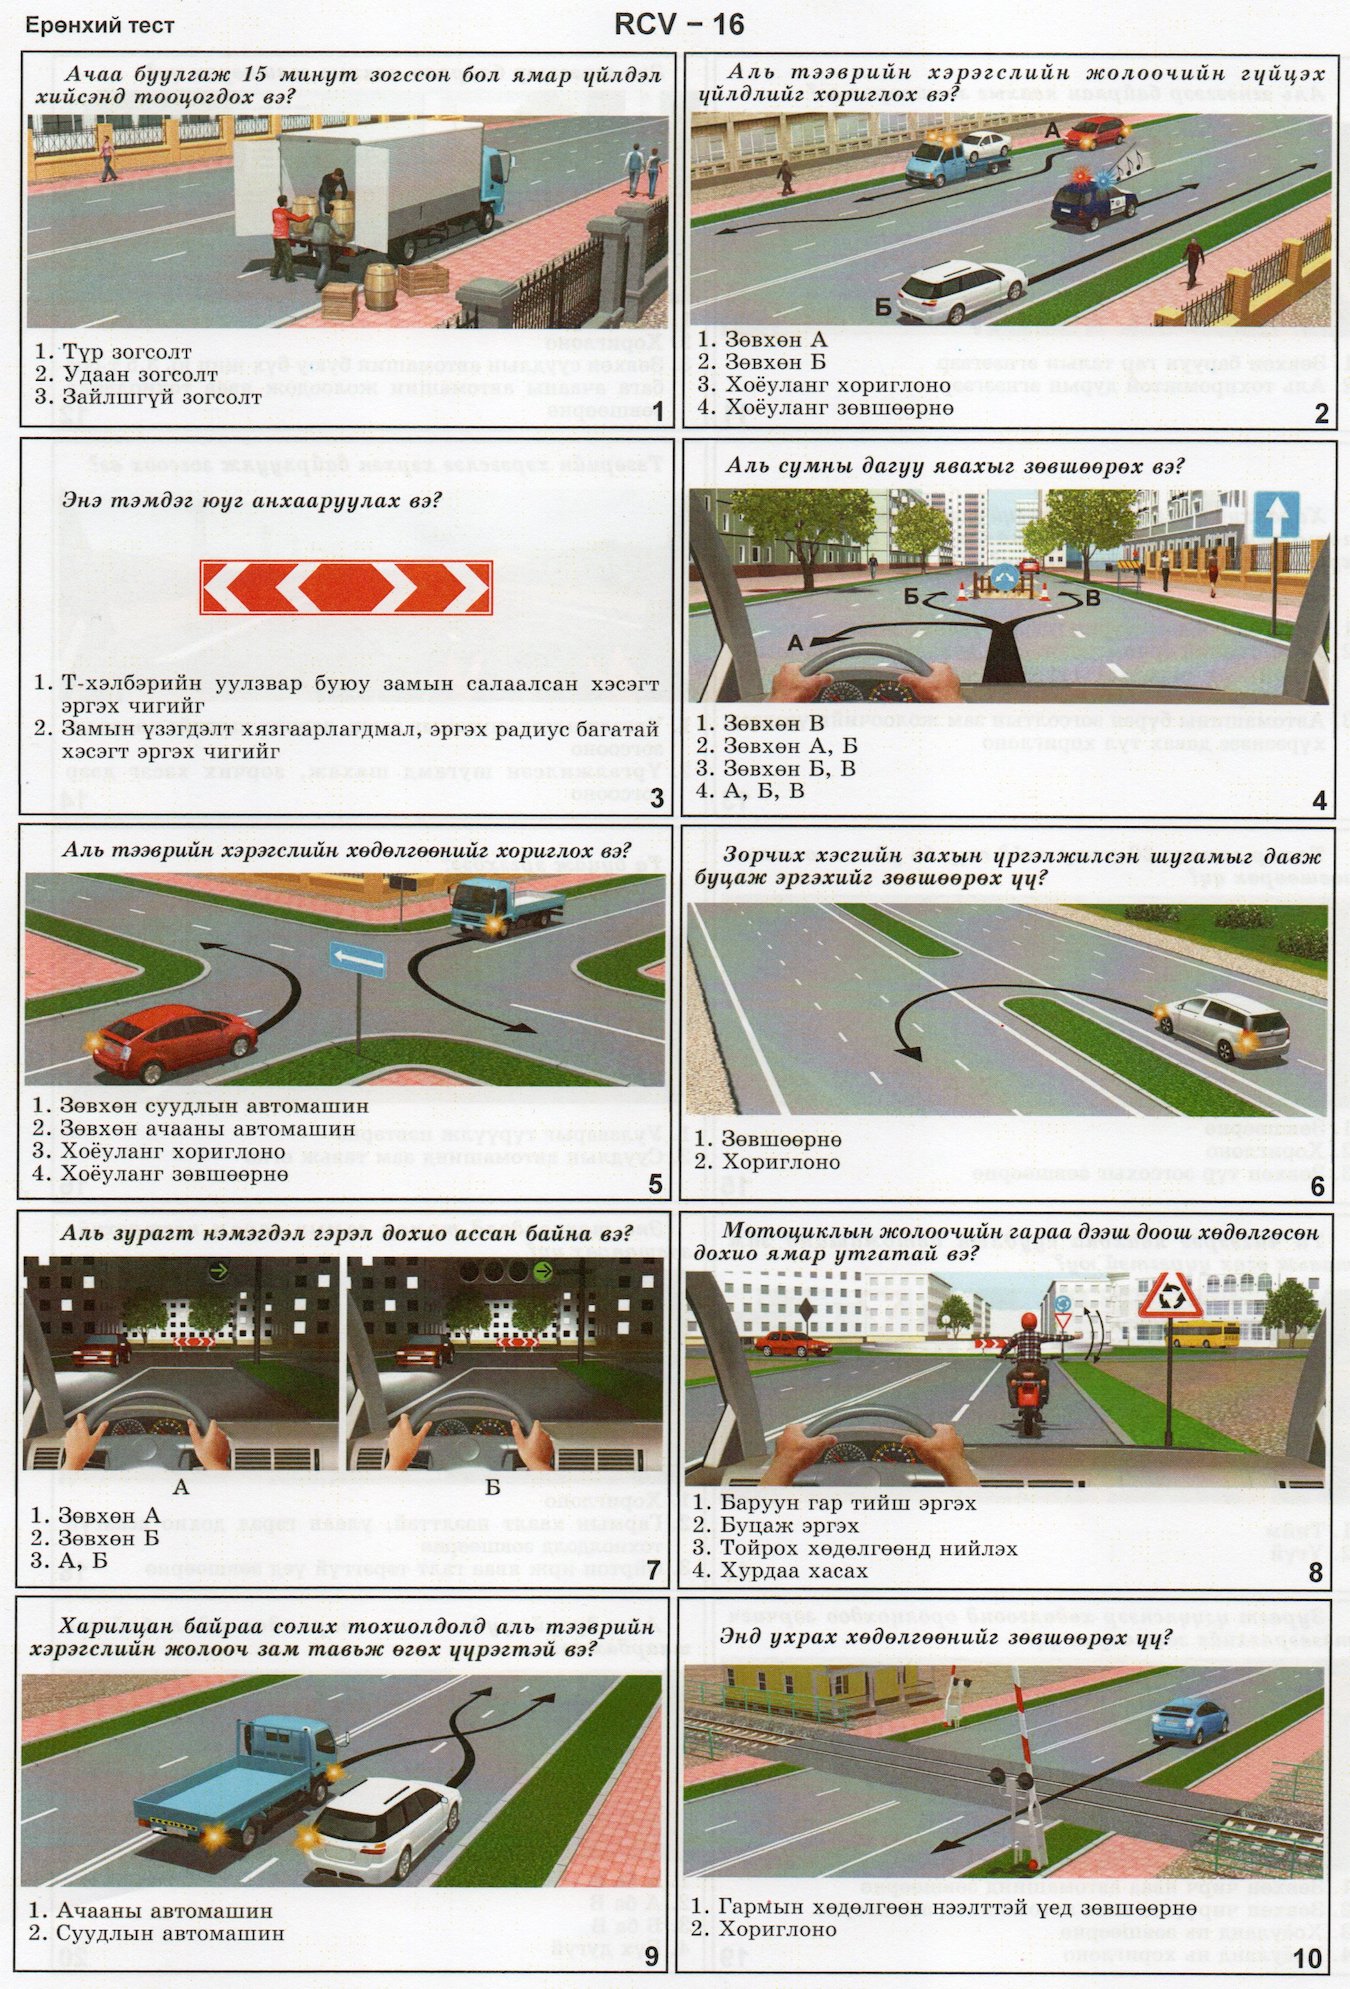 Ерөнхий тест
RCV – 16
Ачаа буулгаж 15 минут зогссон бол ямар үйлдэл
хийсэнд тооцогдох вэ?
1. Түр зогсолт
2. Удаан зогсолт
3. Зайлшгүй зогсолт
1
Аль тээврийн хэрэгслийн жолоочийн гүйцэх
үйлдлийг хориглох вэ?
А
Б
1. Зөвхөн А
2. Зөвхөн Б
3. Хоёуланг хориглоно
4. Хоёуланг зөвшөөрнө
2
Энэ тэмдэг юуг анхааруулах вэ?
1. Т-хэлбэрийн уулзвар буюу замын салаалсан хэсэгт
эргэх чигийг
2. Замын үзэгдэлт хязгаарлагдмал, эргэх радиус багатай
хэсэгт эргэх чигийг
3
Аль сумны дагуу явахыг зөвшөөрөх вэ?
Б
В
А
1. Зөвхөн В
2. Зөвхөн А, Б
3. Зөвхөн Б, В
4. А, Б, В
4
Аль тээврийн хэрэгслийн хөдөлгөөнийг хориглох вэ?
1. Зөвхөн суудлын автомашин
2. Зөвхөн ачааны автомашин
3. Хоёуланг хориглоно
4. Хоёуланг зөвшөөрнө
5
Зорчих хэсгийн захын үргэлжилсэн шугамыг давж
буцаж эргэхийг зөвшөөрөх үү?
1. Зөвшөөрнө
2. Хориглоно
6
Аль зурагт нэмэгдэл гэрэл дохио ассан байна вэ?
А
Б
1. Зөвхөн А
2. Зөвхөн Б
3. А, Б
7
Мотоциклын жолоочийн гараа дээш доош хөдөлгөсөн
дохио ямар утгатай вэ?
1. Баруун гар тийш эргэх
2. Буцаж эргэх
3. Тойрох хөдөлгөөнд нийлэх
4. Хурдаа хасах
8
Харилцан байраа солих тохиолдолд аль тээврийн
хэрэгслийн жолооч зам тавьж өгөх үүрэгтэй вэ?
1. Ачааны автомашин
2. Суудлын автомашин
9
Энд ухрах хөдөлгөөнийг зөвшөөрөх үү?
1. Гармын хөдөлгөөн нээлттэй үед зөвшөөрнө
2. Хориглоно
10